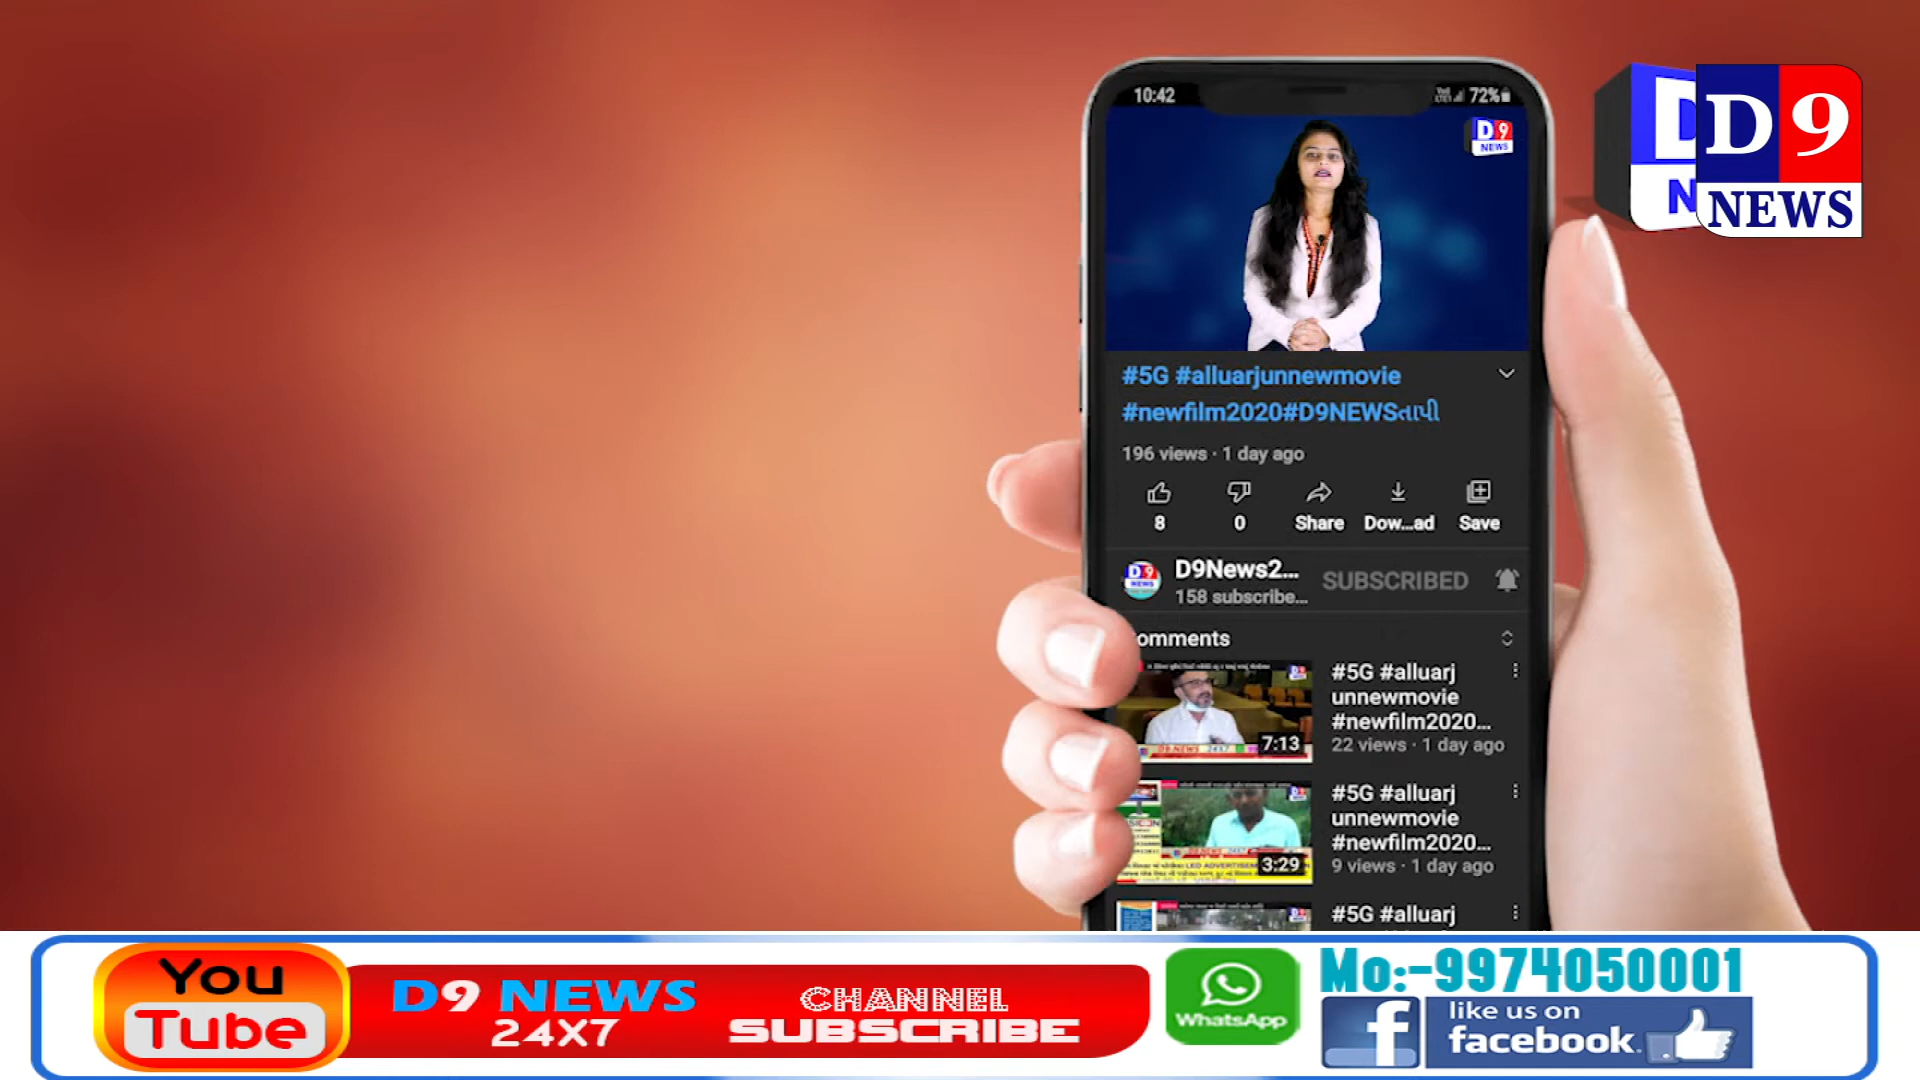 10:42
72%
D9
NEWS
D
N
D9
NEWS
#5G #alluarjunnewmovie
#newfilm2020#D9NEWSતાપી
196 views · 1 day ago
8
0
Share
Dow...ad
Save
D9News2...
SUBSCRIBED
158 subscribe...
omments
#5G #alluarj
unnewmovie
#newfilm2020...
22 views · 1 day ago
7:13
#5G #alluarj
unnewmovie
#newfilm2020...
9 views · 1 day ago
3:29
#5G #alluarj
You
Tube
D9 NEWS
24X7
CHANNEL
SUBSCRIBE
WhatsApp
Mo:-9974050001
like us on
facebook.